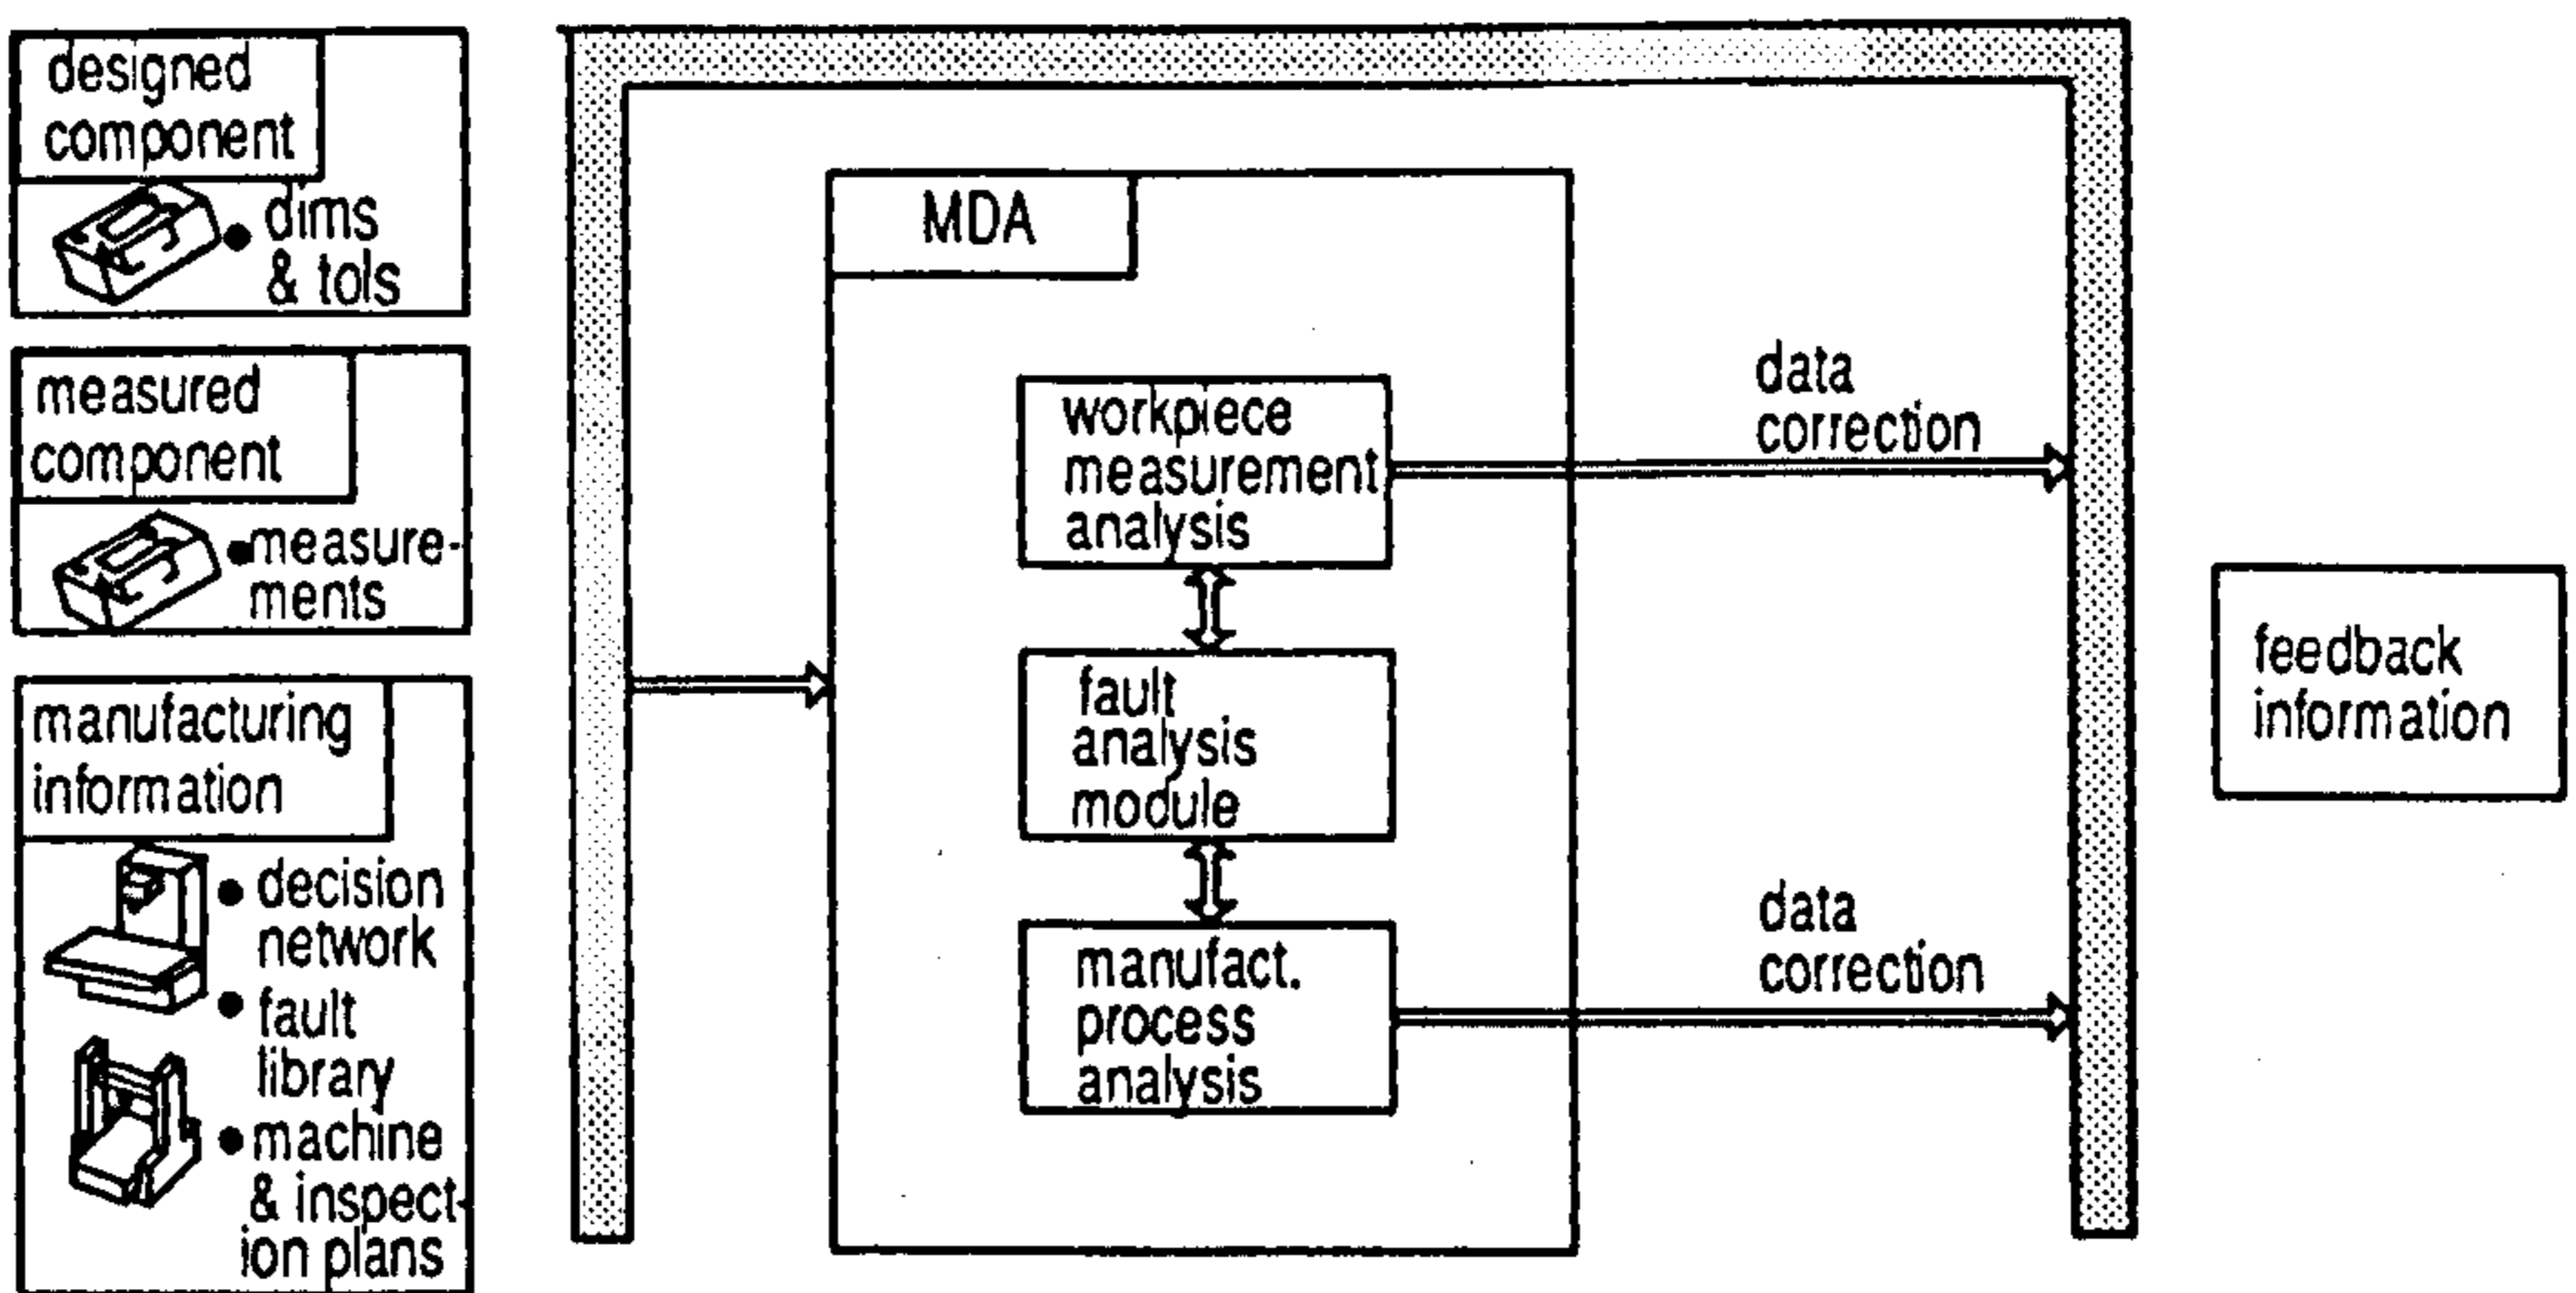 designed
component
dims
& tols
measured
component
measure-
ments
manufacturing
information
decision
network
fault
library
machine
& inspect-
ion plans
MDA
workpiece
measurement
analysis
fault
analysis
module
manufact.
process
analysis
data
correction
data
correction
feedback
information